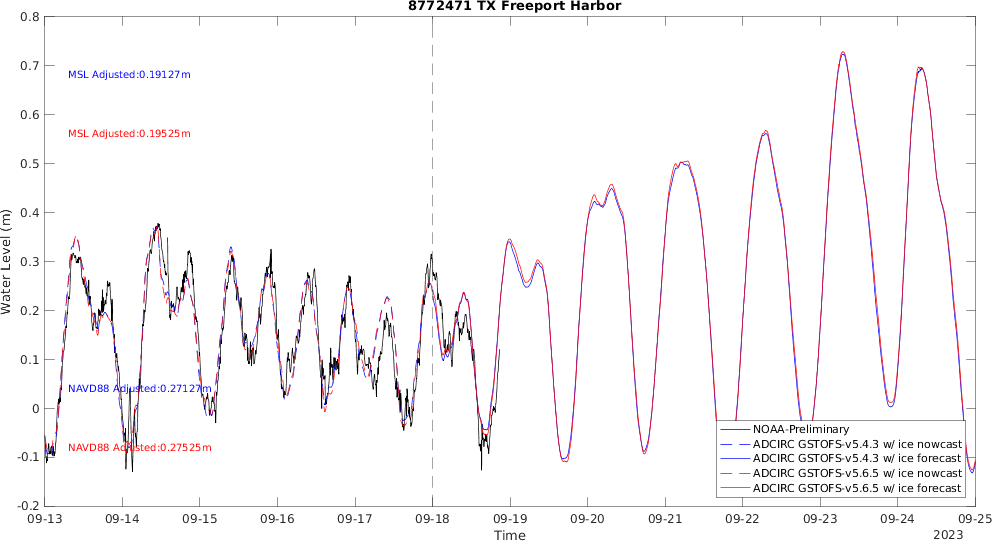 8772471 TX Freeport Harbor
Water Level (m)
0.8
0.7
0.6
0.5
0.4
0.3
0.2
0.1
0
-0.1
-0.2
MSL Adjusted:0.19127m
MSL Adjusted:0.19525m
NAVD88 Adjusted:0.27127m
NAVD88 Adjusted:0.27525m
NOAA-Preliminary
ADCIRC GSTOFS-v5.4.3 w/ ice nowcast
ADCIRC GSTOFS-v5.4.3 w/ ice forecast
ADCIRC GSTOFS-v5.6.5 w/ ice nowcast
ADCIRC GSTOFS-v5.6.5 w/ ice forecast
09-13 09-14 09-15 09-16 09-17 09-18 09-19 09-20 09-21 09-22 09-23 09-24 09-25
Time
2023